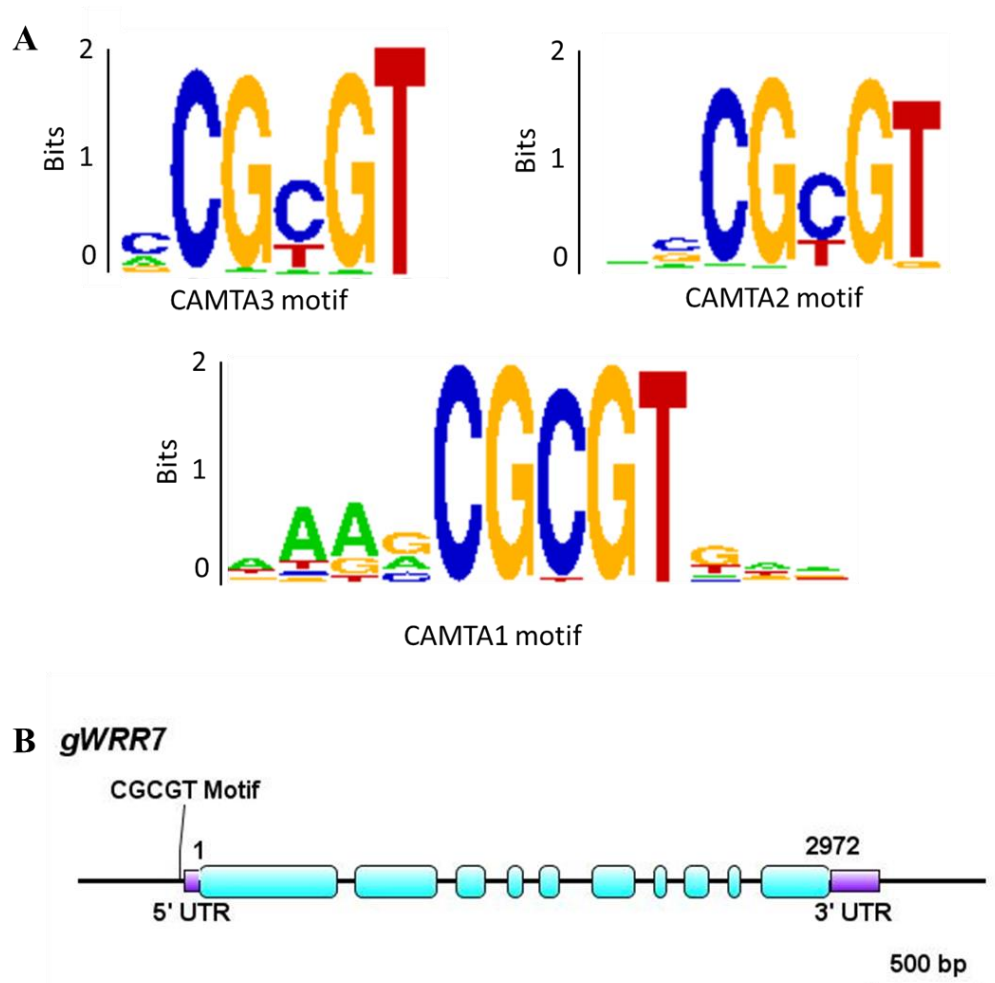 A
2
Bits
1
0
CAMTA3 motif
2
Bits
1
0
CAMTA2 motif
2
Bits
1
0
CAMTA1 motif
B gWRR7
CGCGT Motif
1
2972
5' UTR
3' UTR
500 bp